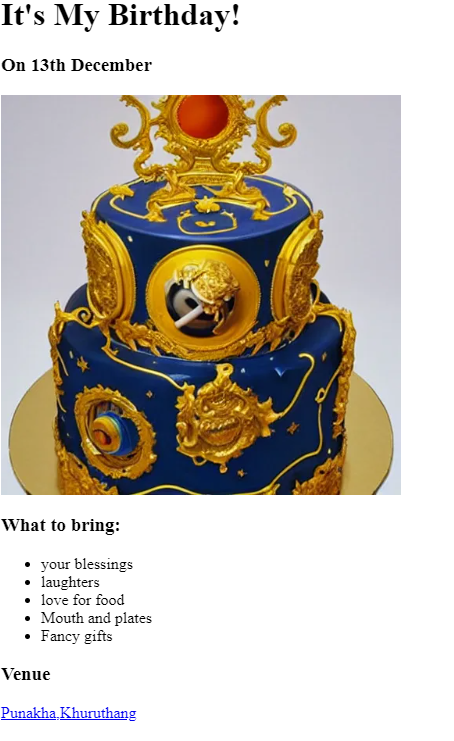 It's My Birthday!
On 13th December
What to bring:
your blessings
laughters
love for food
Mouth and plates
Fancy gifts
Venue
Punakha,Khuruthang